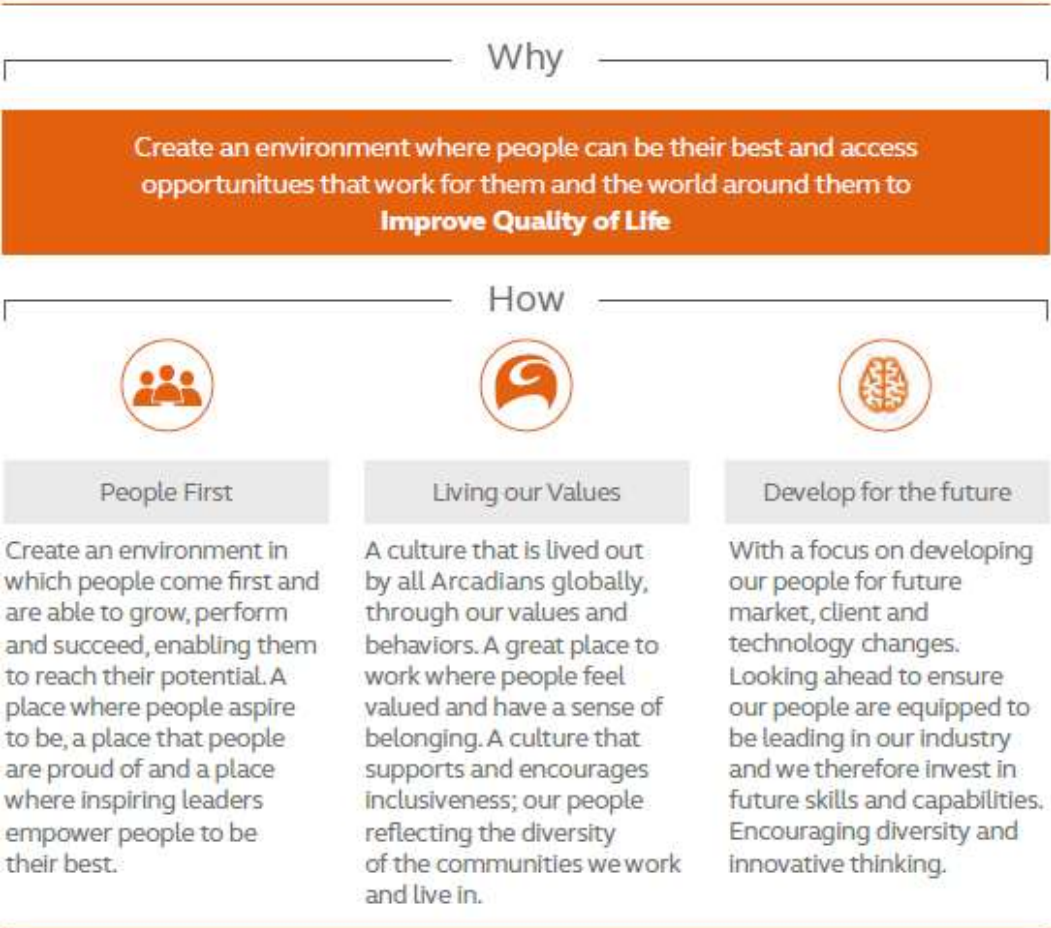 Why
Create an environment where people can be their best and access
opportunitues that work for them and the world around them to
Improve Quality of Life
How
People First
Create an environment in
which people come first and
are able to grow, perform
and succeed, enabling them
to reach their potential. A
place where people aspire
to be, a place that people
are proud of and a place
where inspiring leaders
empower people to be
their best.
Living our Values
A culture that is lived out
by all Arcadians globally,
through our values and
behaviors. A great place to
work where people feel
valued and have a sense of
belonging. A culture that
supports and encourages
inclusiveness; our people
reflecting the diversity
of the communities we work
and live in.
Develop for the future
With a focus on developing
our people for future
market, client and
technology changes.
Looking ahead to ensure
our people are equipped to
be leading in our industry
and we therefore invest in
future skills and capabilities.
Encouraging diversity and
innovative thinking.